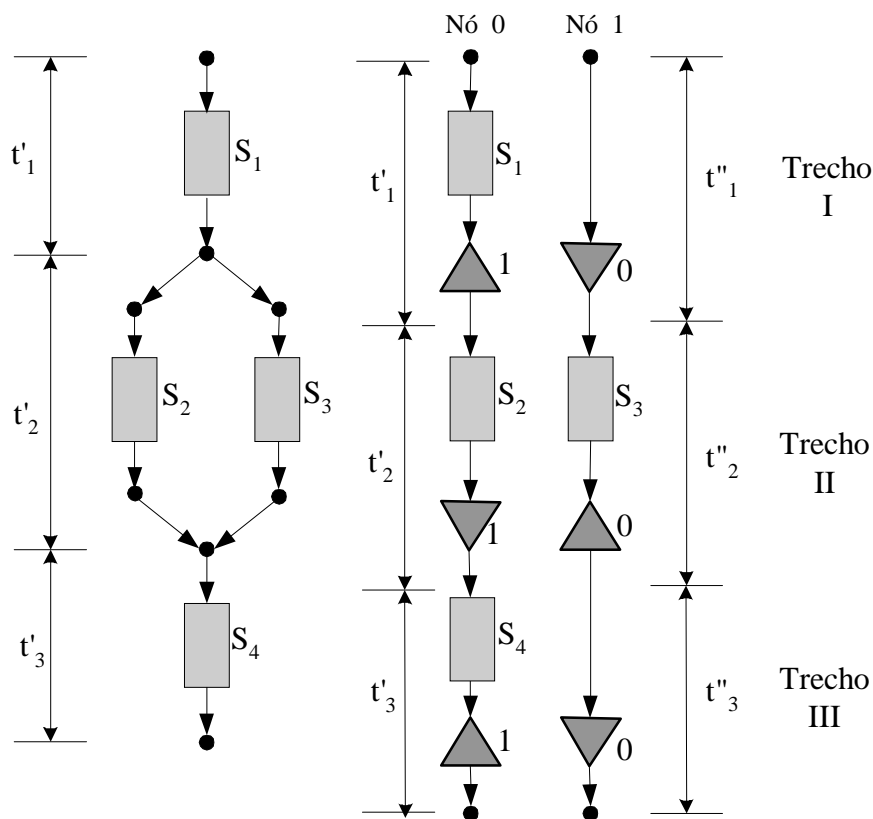 Nó 0 Nó 1
t'1 S1 t'1 S1 t"1 Trecho I
1 0
t'2 S2 S3 t'2 S2 S3 t"2 Trecho II
1 0
t'3 S4 t'3 S4 t"3 Trecho III
1 0